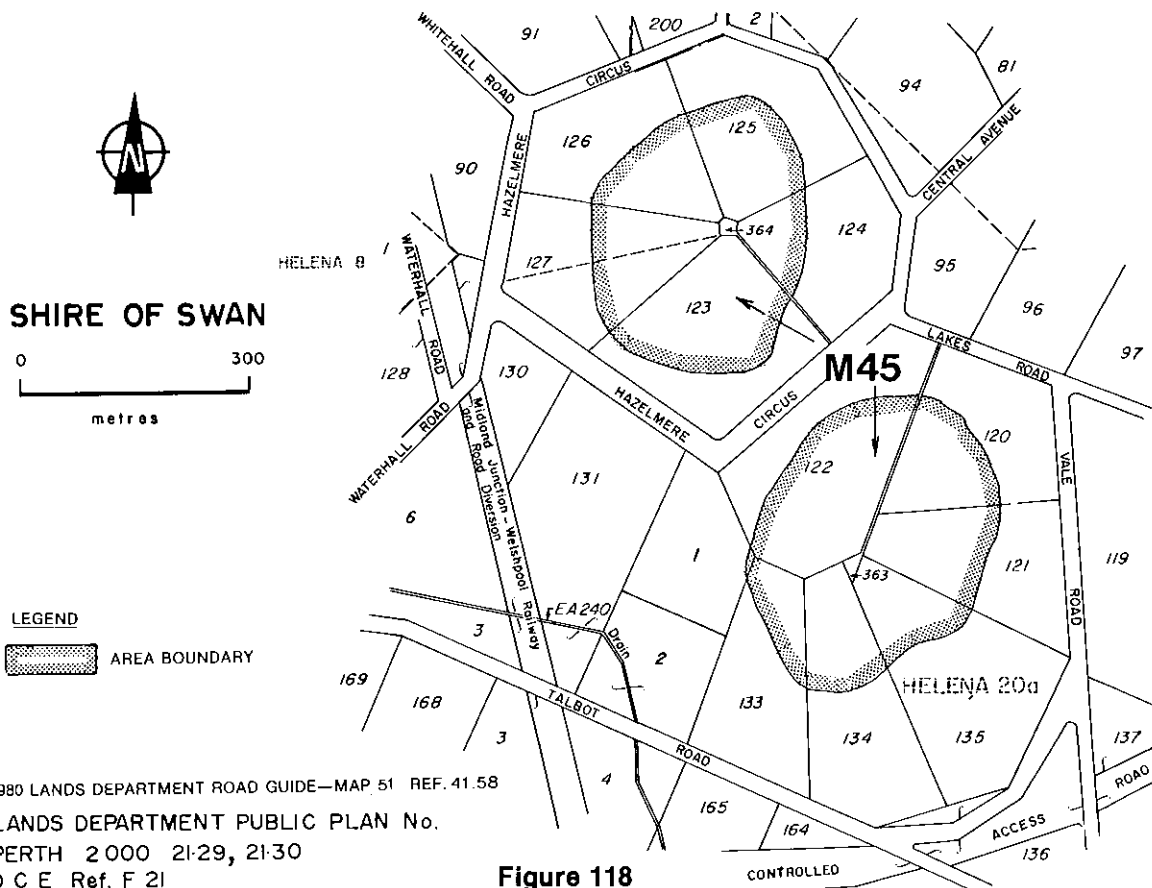 WHITEHALL ROAD
91
200
2
CIRCUS
94
81
CENTRAL AVENUE
126
125
90
HAZELMERE
N
364
124
WATERHALL ROAD
1
HELENA 8
127
95
123
96
SHIRE OF SWAN
0 300
metres
LAKES ROAD
97
128
130
M45
HAZELMERE
CIRCUS
WATERHALL ROAD
Midland Junction - Welshpool Railway
and Road Diversion
120
122
VALE ROAD
131
6
1
121
119
363
LEGEND
AREA BOUNDARY
EA240
Drain
3
2
HELENA 20a
169
168
133
TALBOT ROAD
3
134
135
137
4
980 LANDS DEPARTMENT ROAD GUIDE—MAP 51 REF. 41.58
165
164
CONTROLLED ACCESS ROAD
136
LANDS DEPARTMENT PUBLIC PLAN No.
PERTH 2000 21·29, 21·30
D C E Ref. F 21
Figure 118